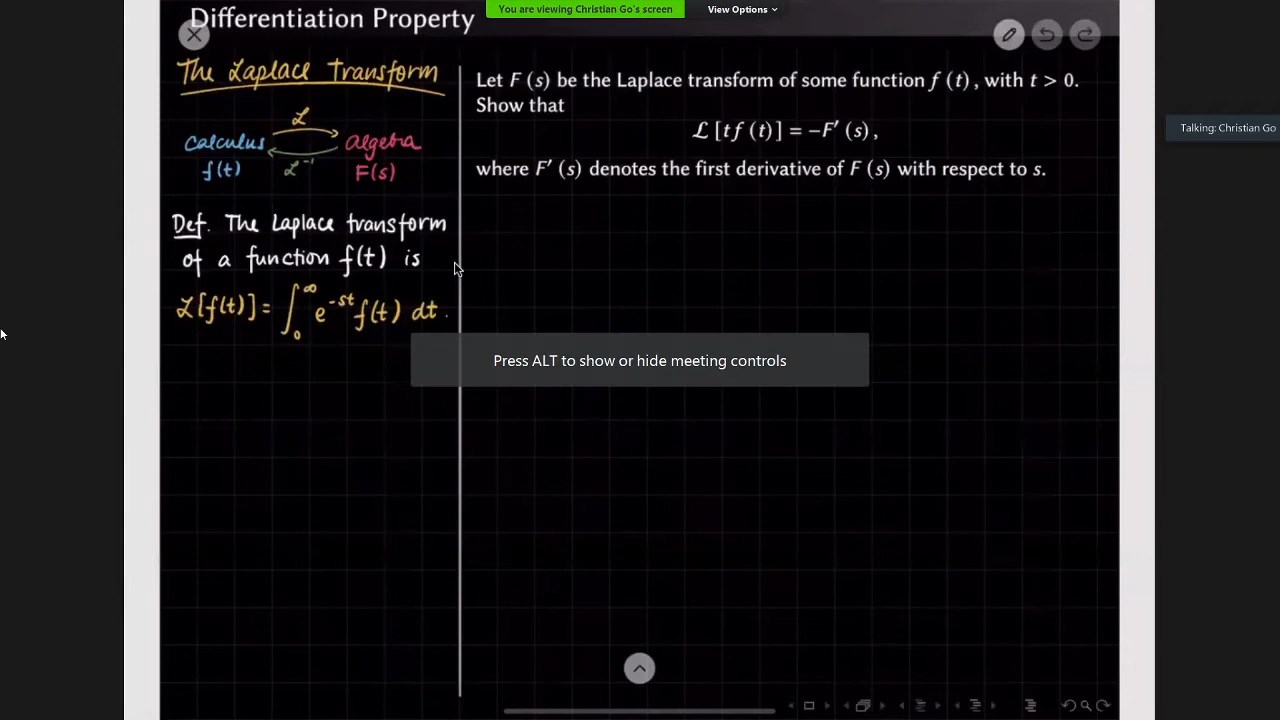 Differentiation Property
You are viewing Christian Go's screen
View Options
The Laplace Transform
L
calculus
algebra
f(t)
L⁻¹
F(s)
Def. The Laplace transform
of a function f(t) is
L[f(t)] = ∫₀^∞ e^{-st} f(t) dt.
Let F (s) be the Laplace transform of some function f (t), with t > 0.
Show that
L [tf (t)] = −F′ (s),
where F′ (s) denotes the first derivative of F (s) with respect to s.
Talking: Christian Go
Press ALT to show or hide meeting controls